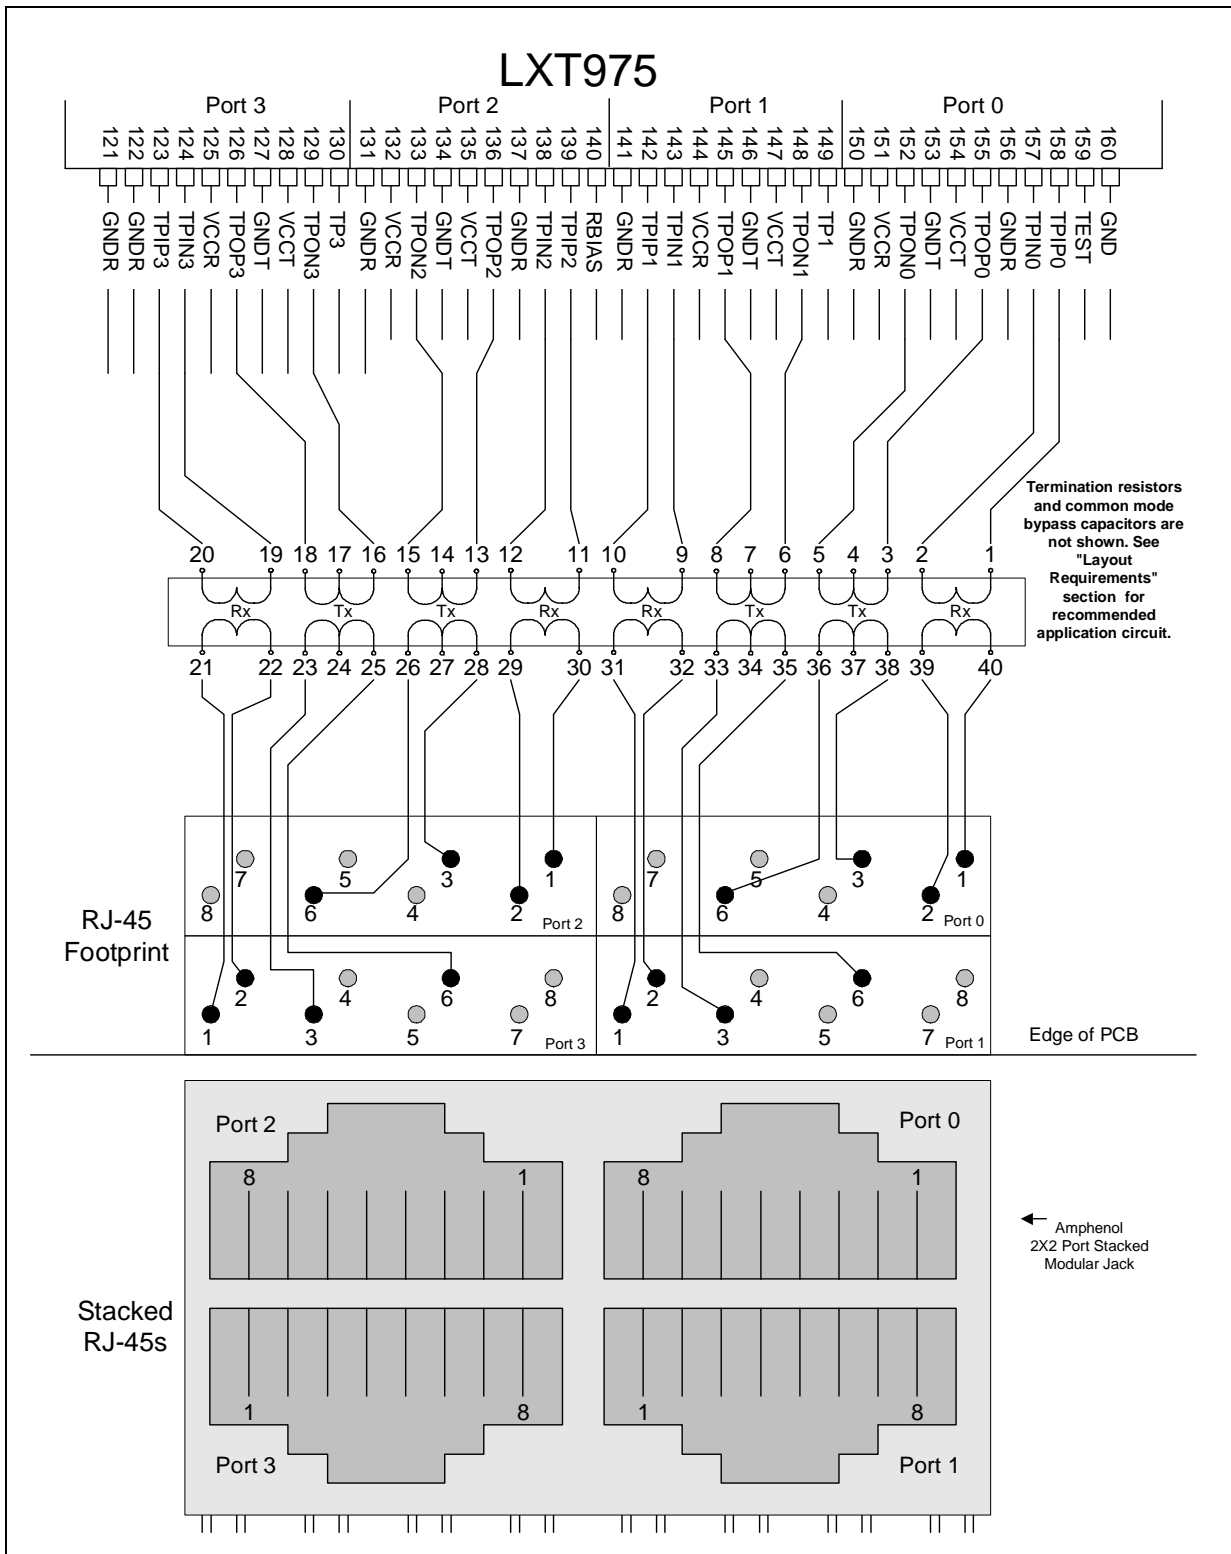 LXT975
Port 3 Port 2 Port 1 Port 0
121 122 123 124 125 126 127 128 129 130 131 132 133 134 135 136 137 138 139 140 141 142 143 144 145 146 147 148 149 150 151 152 153 154 155 156 157 158 159 160
GNDR GNDR TPIP3 TPIN3 VCCR TPOP3 GNDT VCCT TPON3 TP3 GNDR VCCR TPON2 GNDT VCCT TPOP2 GNDR TPIN2 TPIP2 RBIAS GNDR TPIP1 TPIN1 VCCR TPOP1 GNDT VCCT TPON1 TP1 GNDR VCCR TPON0 GNDT VCCT TPOP0 GNDR TPIN0 TPIP0 TEST GND
Termination resistors
and common mode
bypass capacitors are
not shown. See
"Layout
Requirements"
section for
recommended
application circuit.
20 19 18 17 16 15 14 13 12 11 10 9 8 7 6 5 4 3 2 1
Rx Tx Tx Rx Rx Tx Tx Rx
21 22 23 24 25 26 27 28 29 30 31 32 33 34 35 36 37 38 39 40
RJ-45
Footprint
7 5 3 1 7 5 3 1
8 6 4 2 8 6 4 2
Port 2 Port 0
2 4 6 8 2 4 6 8
1 3 5 7 1 3 5 7
Port 3 Port 1
Edge of PCB
Port 2 Port 0
8 1 8 1
Amphenol
2X2 Port Stacked
Modular Jack
Stacked
RJ-45s
1 8 1 8
Port 3 Port 1